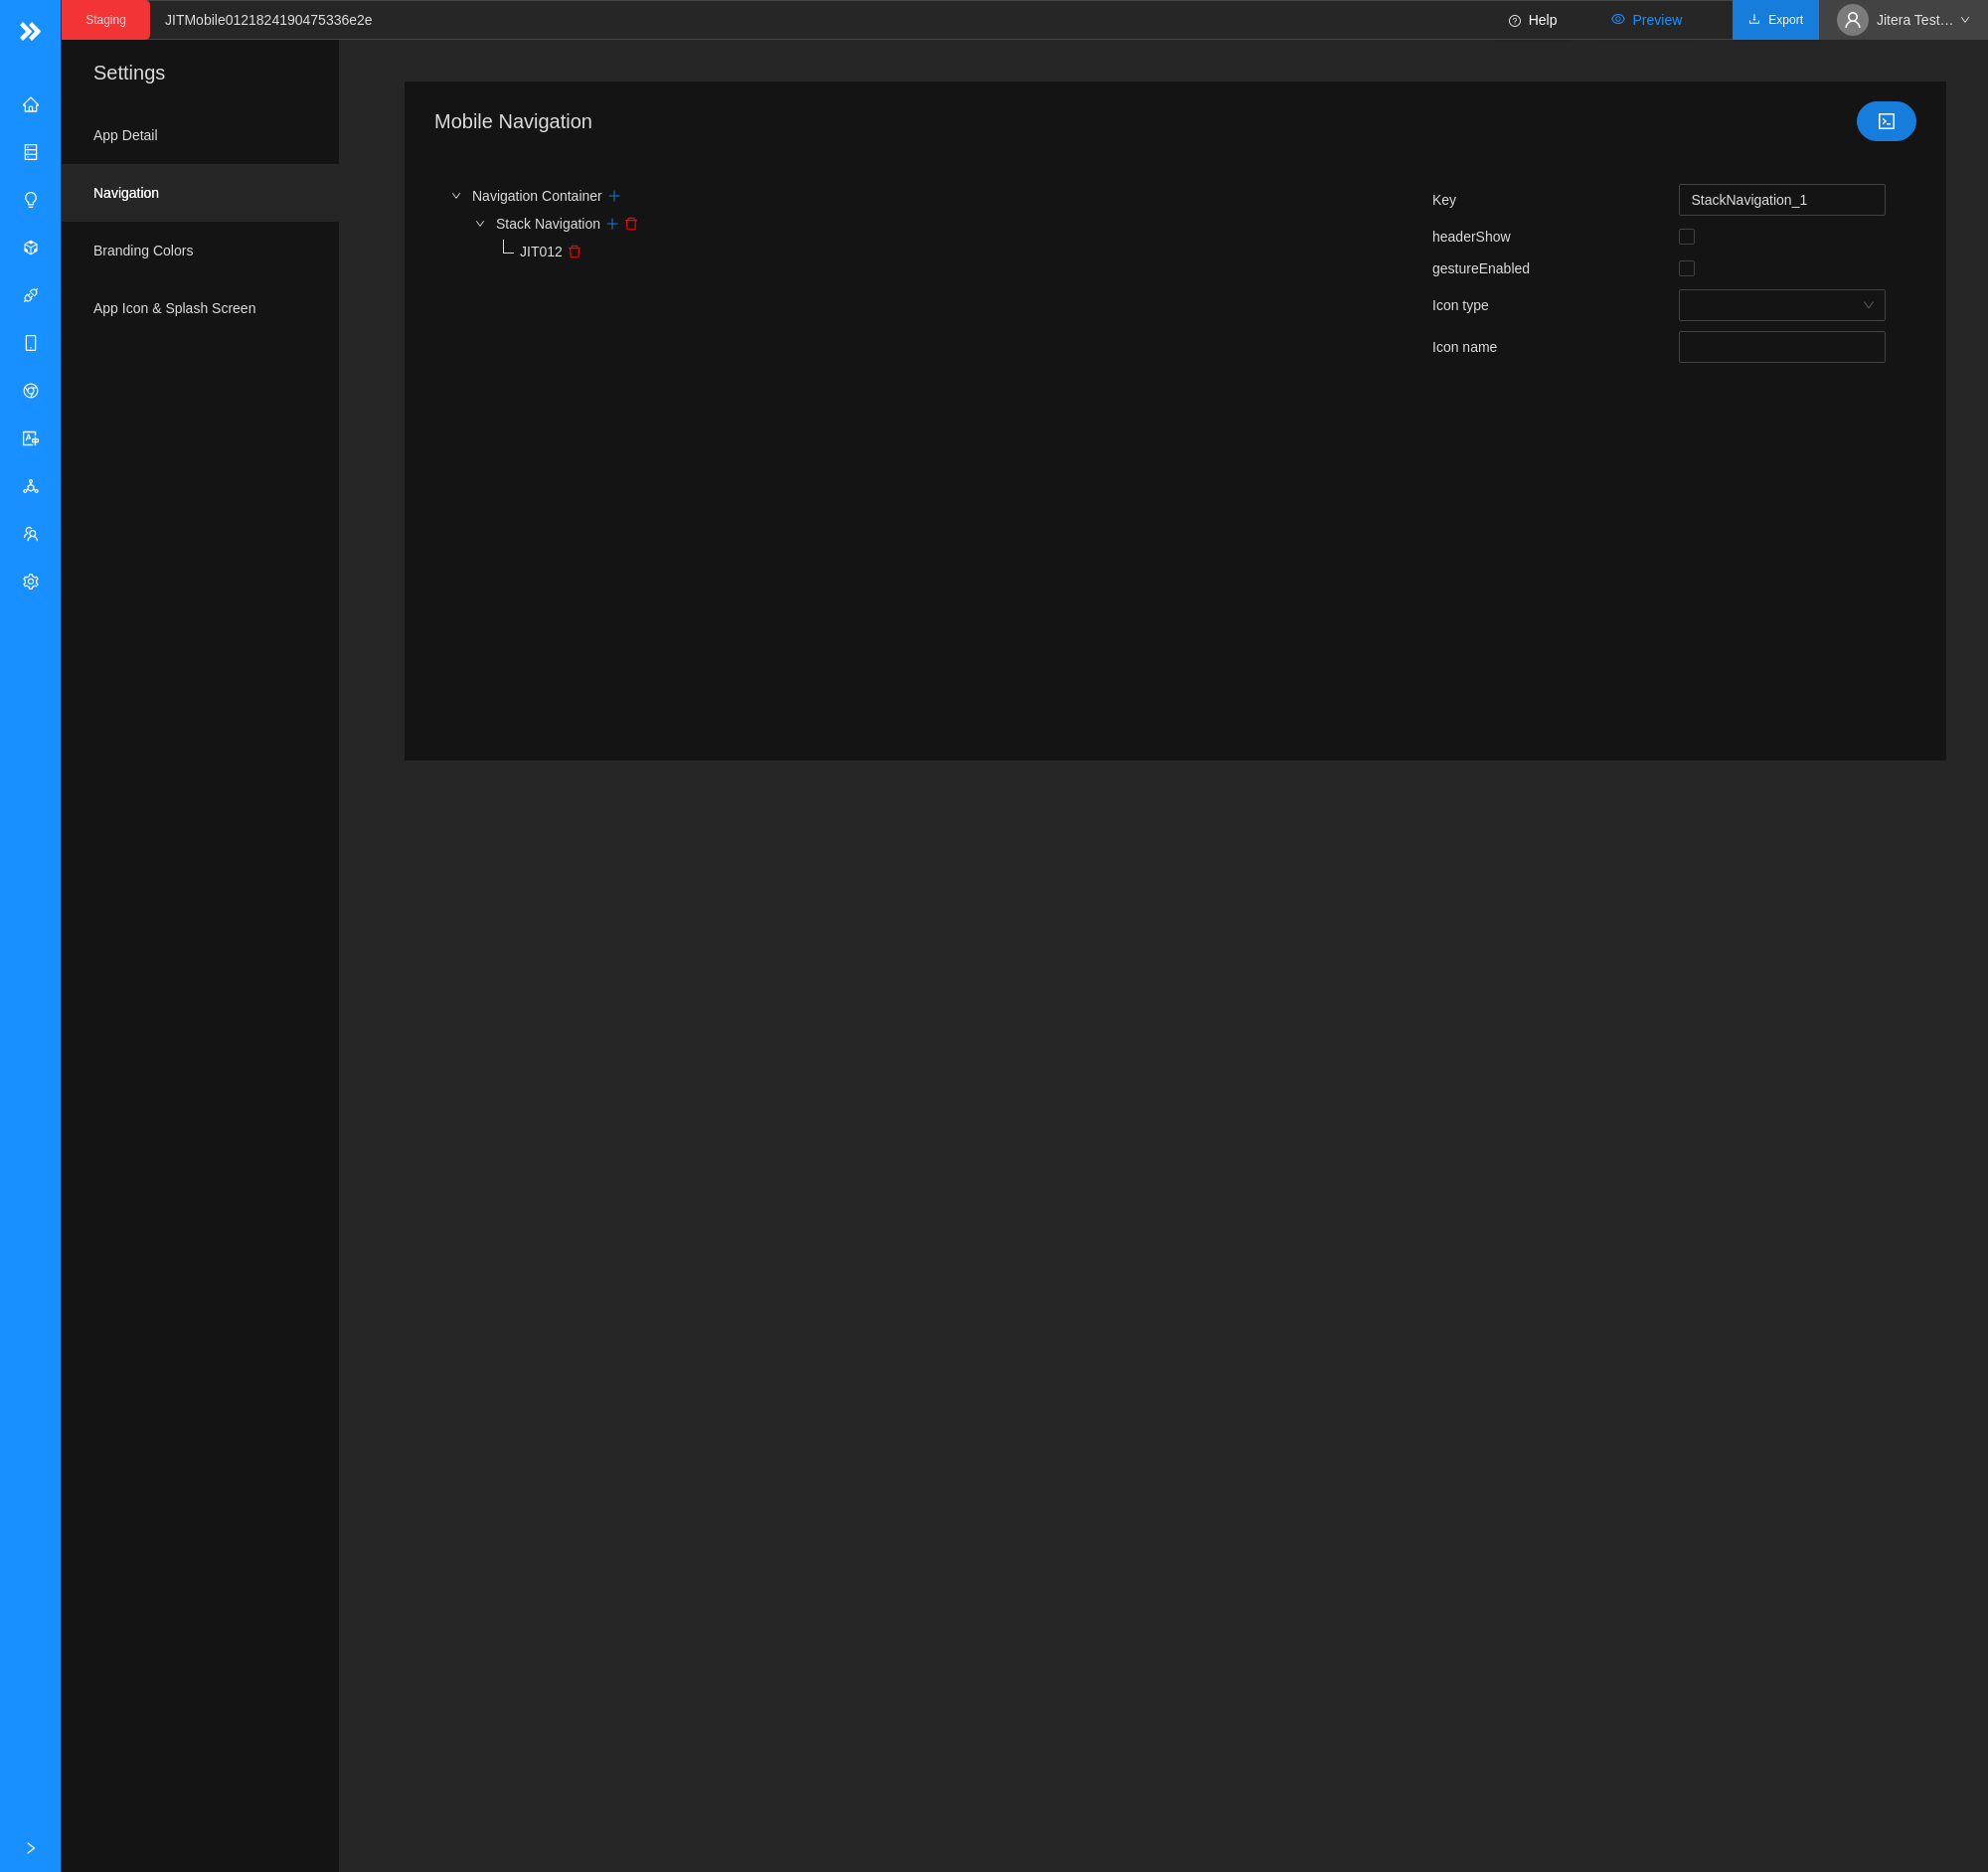 Staging
JITMobile0121824190475336e2e
Help
Preview
Export
Jitera Test...
Settings
App Detail
Navigation
Branding Colors
App Icon & Splash Screen
Mobile Navigation
Navigation Container
Stack Navigation
JIT012
Key
StackNavigation_1
headerShow
gestureEnabled
Icon type
Icon name